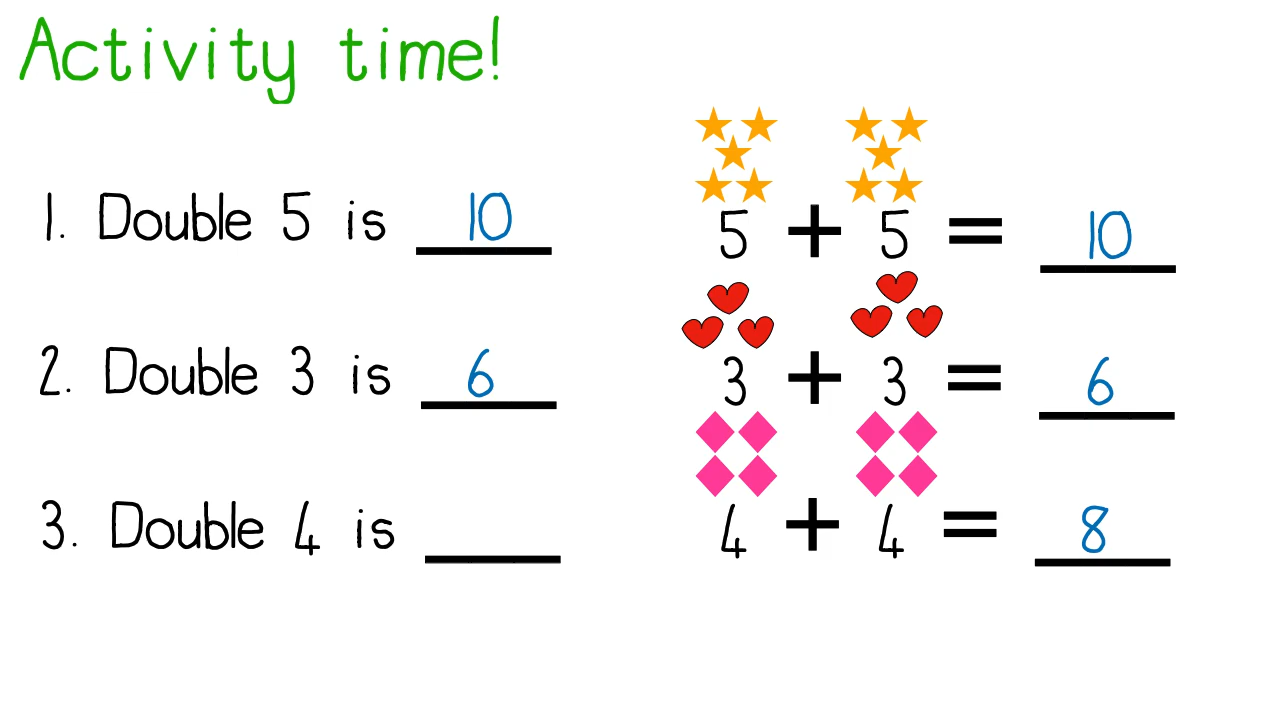 Activity time!
1. Double 5 is 10
5 + 5 = 10
2. Double 3 is 6
3 + 3 = 6
3. Double 4 is
4 + 4 = 8